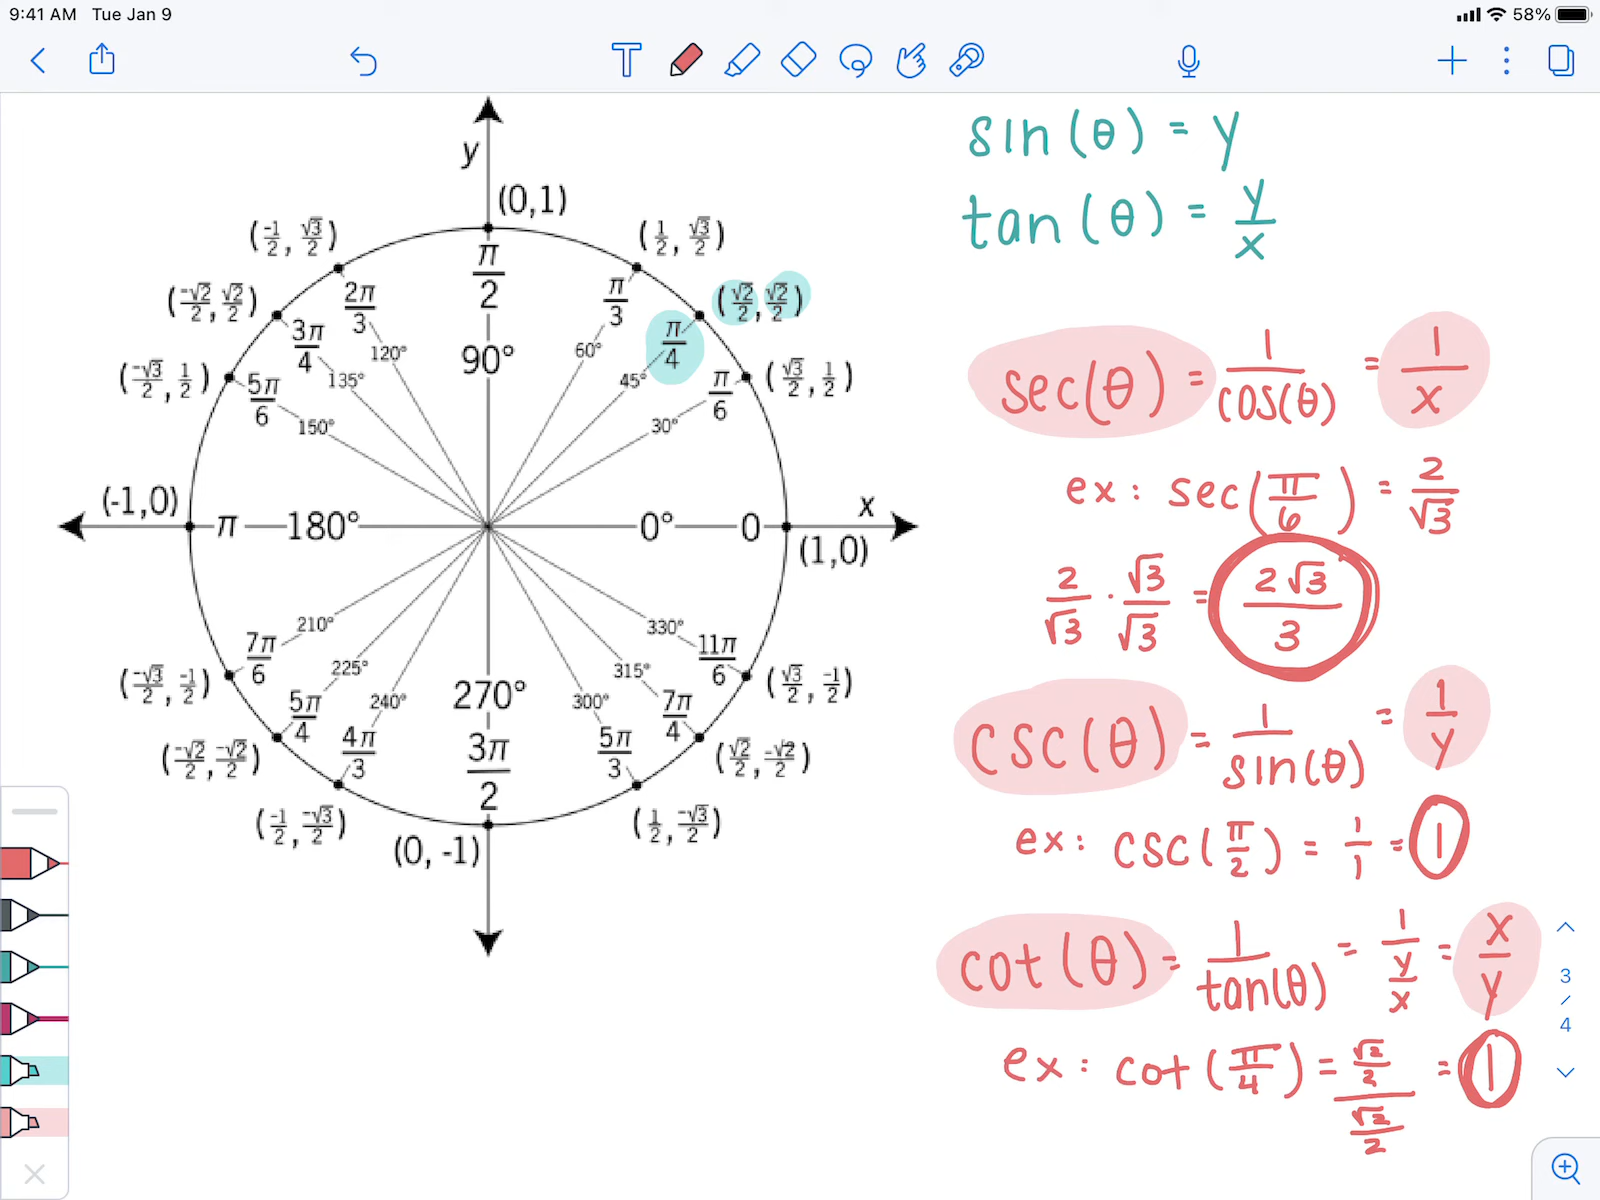 9:41 AM Tue Jan 9
58%
y
(0,1)
(-1/2, √3/2)
(1/2, √3/2)
(-√2/2, √2/2)
(√2/2, √2/2)
(-√3/2, 1/2)
(√3/2, 1/2)
π/2
2π/3
π/3
3π/4
π/4
5π/6
π/6
90°
120°
60°
135°
45°
150°
30°
(-1,0)
x
π 180° 0° 0
(1,0)
210°
330°
7π/6
11π/6
225°
315°
(-√3/2, -1/2)
(√3/2, -1/2)
240°
270°
300°
5π/4
7π/4
4π/3
3π/2
5π/3
(-√2/2, -√2/2)
(√2/2, -√2/2)
(-1/2, -√3/2)
(1/2, -√3/2)
(0, -1)
sin(θ) = y
tan(θ) = y/x
sec(θ) = 1/cos(θ) = 1/x
ex: sec(π/6) = 2/√3
2/√3 · √3/√3 = 2√3/3
csc(θ) = 1/sin(θ) = 1/y
ex: csc(π/2) = 1/1 = 1
cot(θ) = 1/tan(θ) = 1/(y/x) = x/y
ex: cot(π/4) = (√2/2)/(√2/2) = 1
3/4